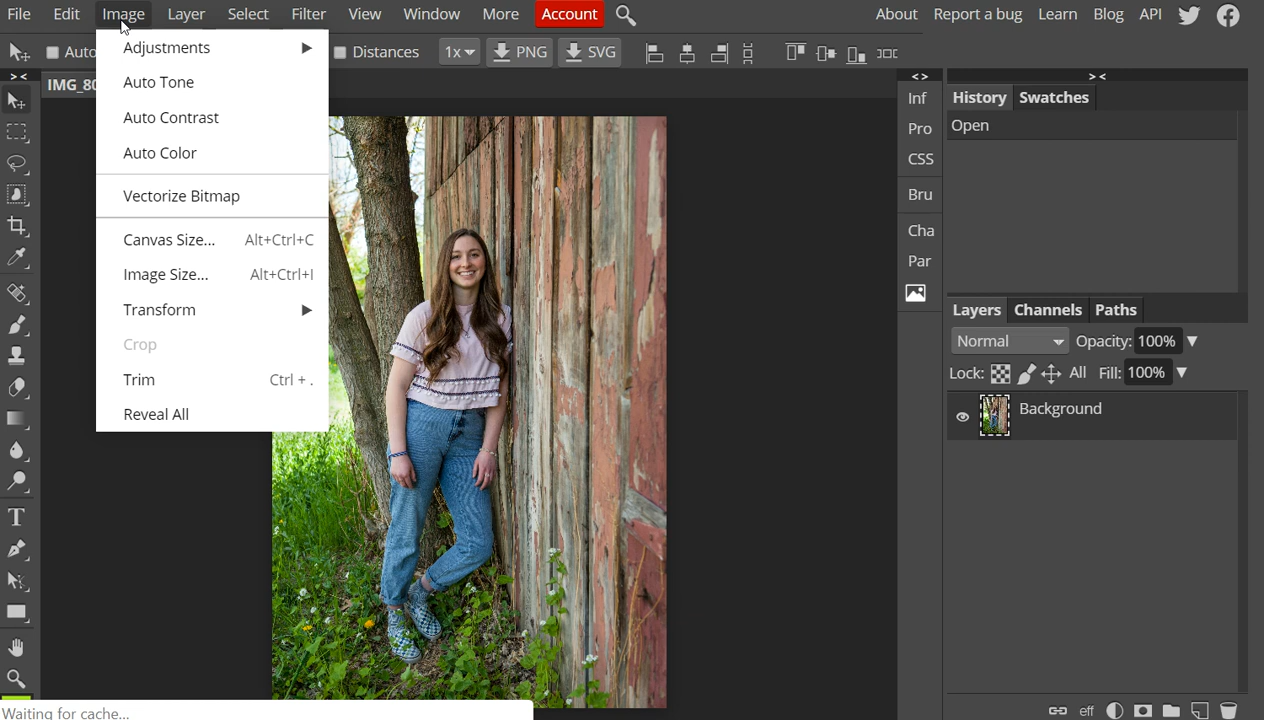 File Edit Image Layer Select Filter View Window More Account About Report a bug Learn Blog API
Auto Distances 1x PNG SVG
IMG_80
Adjustments
Auto Tone
Auto Contrast
Auto Color
Vectorize Bitmap
Canvas Size... Alt+Ctrl+C
Image Size... Alt+Ctrl+I
Transform
Crop
Trim Ctrl + .
Reveal All
> < < > > <
Inf
Pro
CSS
Bru
Cha
Par
History Swatches
Open
Layers Channels Paths
Normal Opacity: 100%
Lock: All Fill: 100%
Background
T
eff
Waiting for cache...